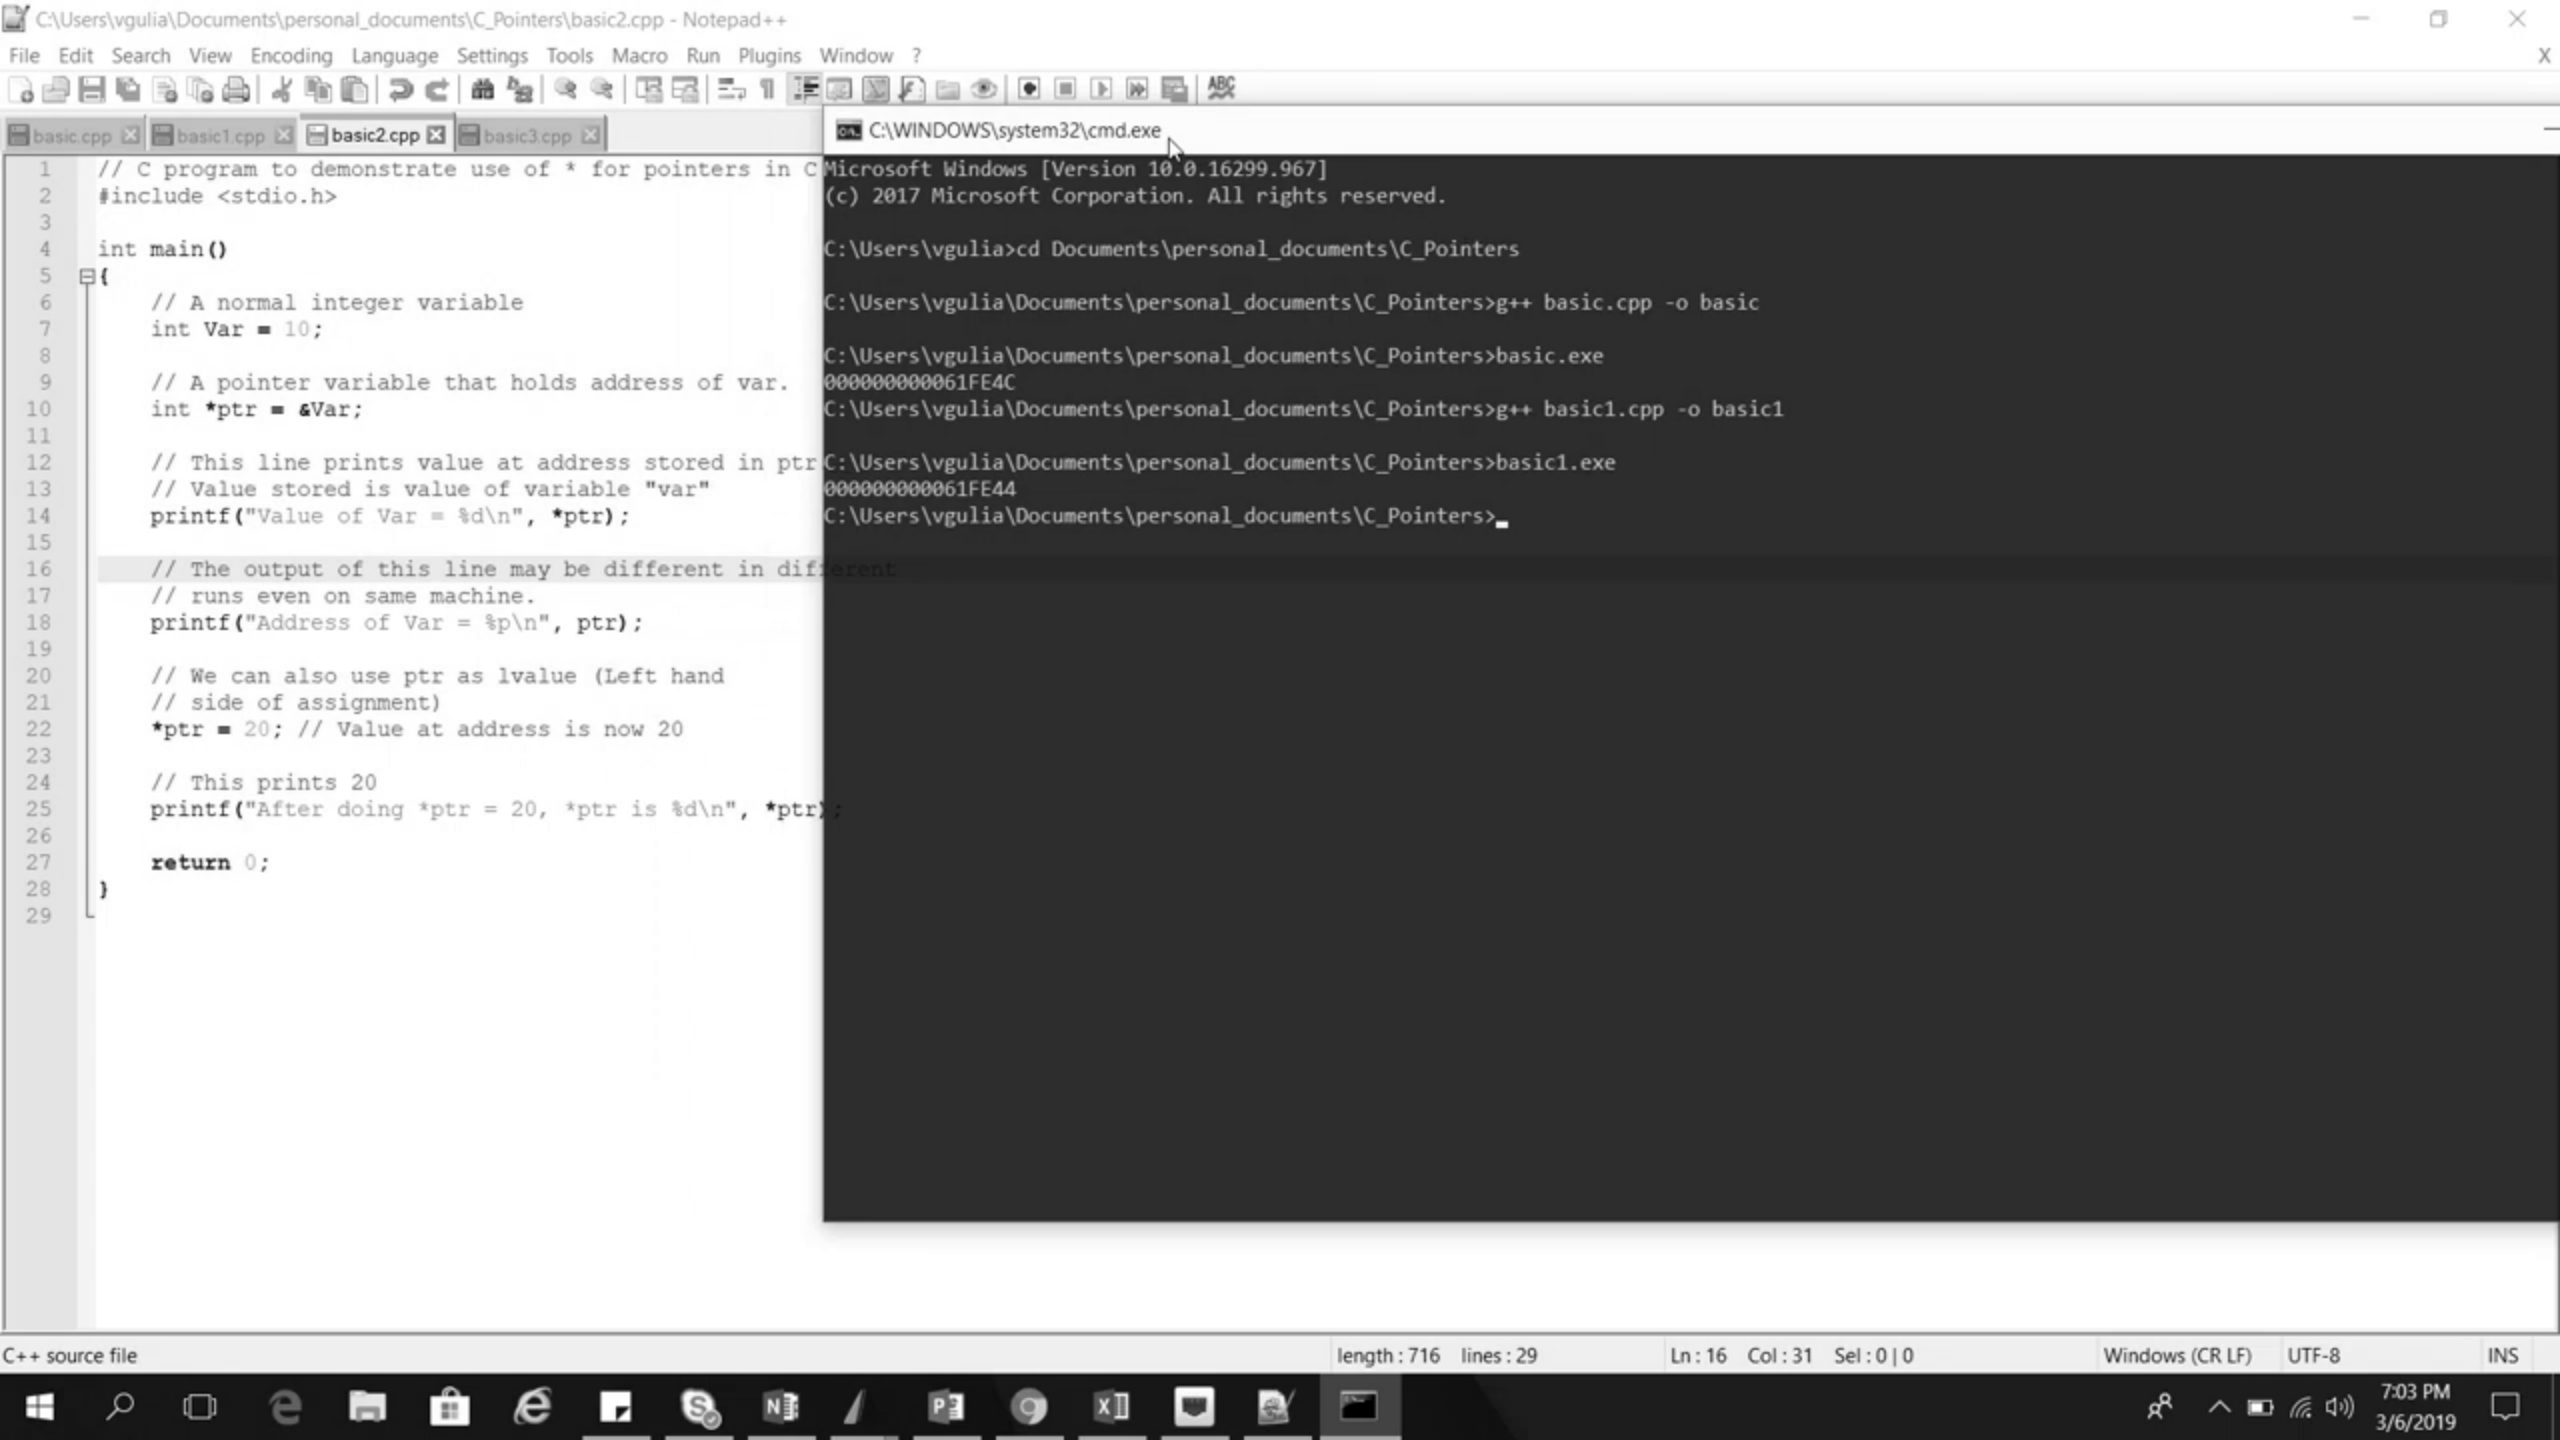 C:\Users\vgulia\Documents\personal_documents\C_Pointers\basic2.cpp - Notepad++
File Edit Search View Encoding Language Settings Tools Macro Run Plugins Window ? X
ABC
basic.cpp basic1.cpp basic2.cpp basic3.cpp
1 // C program to demonstrate use of * for pointers in C
2 #include <stdio.h>
3
4 int main()
5 {
6 // A normal integer variable
7 int Var = 10;
8
9 // A pointer variable that holds address of var.
10 int *ptr = &Var;
11
12 // This line prints value at address stored in ptr
13 // Value stored is value of variable "var"
14 printf("Value of Var = %d\n", *ptr);
15
16 // The output of this line may be different in different
17 // runs even on same machine.
18 printf("Address of Var = %p\n", ptr);
19
20 // We can also use ptr as lvalue (Left hand
21 // side of assignment)
22 *ptr = 20; // Value at address is now 20
23
24 // This prints 20
25 printf("After doing *ptr = 20, *ptr is %d\n", *ptr);
26
27 return 0;
28 }
29
C:\WINDOWS\system32\cmd.exe
Microsoft Windows [Version 10.0.16299.967]
(c) 2017 Microsoft Corporation. All rights reserved.
C:\Users\vgulia>cd Documents\personal_documents\C_Pointers
C:\Users\vgulia\Documents\personal_documents\C_Pointers>g++ basic.cpp -o basic
C:\Users\vgulia\Documents\personal_documents\C_Pointers>basic.exe
000000000061FE4C
C:\Users\vgulia\Documents\personal_documents\C_Pointers>g++ basic1.cpp -o basic1
C:\Users\vgulia\Documents\personal_documents\C_Pointers>basic1.exe
000000000061FE44
C:\Users\vgulia\Documents\personal_documents\C_Pointers>
C++ source file length : 716 lines : 29 Ln : 16 Col : 31 Sel : 0 | 0 Windows (CR LF) UTF-8 INS
7:03 PM
3/6/2019